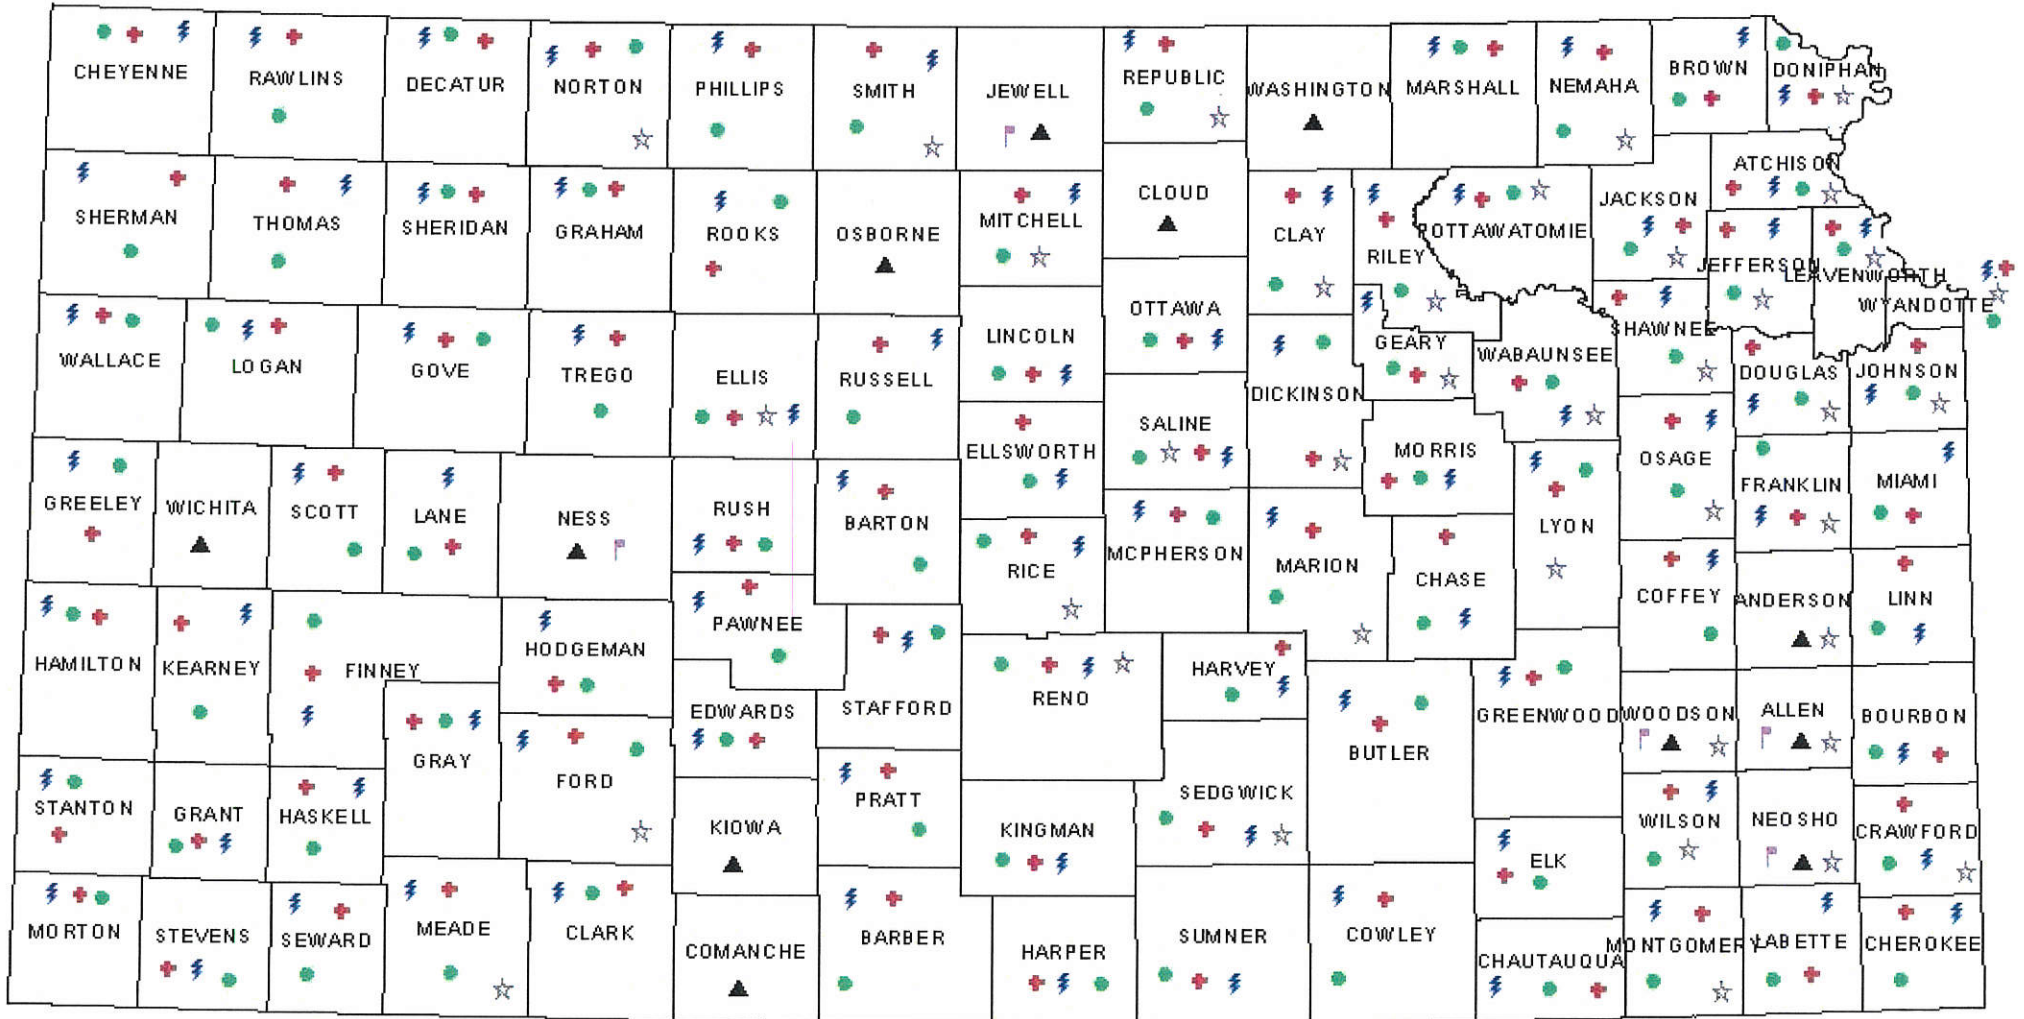 CHEYENNE
RAWLINS
DECATUR
NORTON
PHILLIPS
SMITH
JEWELL
REPUBLIC
WASHINGTON
MARSHALL
NEMAHA
BROWN
DONIPHAN
SHERMAN
THOMAS
SHERIDAN
GRAHAM
ROOKS
OSBORNE
MITCHELL
CLOUD
CLAY
RILEY
POTTAWATOMIE
JACKSON
ATCHISON
JEFFERSON
LEAVENWORTH
WYANDOTTE
WALLACE
LOGAN
GOVE
TREGO
ELLIS
RUSSELL
LINCOLN
OTTAWA
DICKINSON
GEARY
WABAUNSEE
SHAWNEE
DOUGLAS
JOHNSON
GREELEY
WICHITA
SCOTT
LANE
NESS
RUSH
BARTON
ELLSWORTH
SALINE
MORRIS
LYON
OSAGE
FRANKLIN
MIAMI
RICE
MCPHERSON
MARION
CHASE
COFFEY
ANDERSON
LINN
HAMILTON
KEARNEY
FINNEY
HODGEMAN
PAWNEE
STAFFORD
RENO
HARVEY
BUTLER
GREENWOOD
WOODSON
ALLEN
BOURBON
GRAY
FORD
EDWARDS
STANTON
GRANT
HASKELL
KIOWA
PRATT
KINGMAN
SEDGWICK
ELK
WILSON
NEOSHO
CRAWFORD
MORTON
STEVENS
SEWARD
MEADE
CLARK
COMANCHE
BARBER
HARPER
SUMNER
COWLEY
CHAUTAUQUA
MONTGOMERY
LABETTE
CHEROKEE